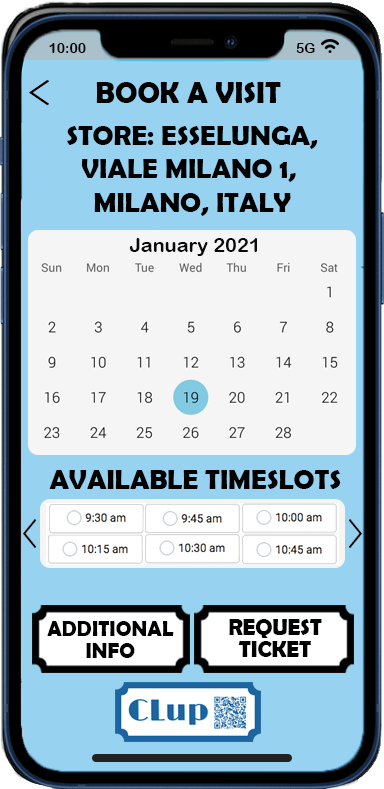 10:00 5G
BOOK A VISIT
STORE: ESSELUNGA,
VIALE MILANO 1,
MILANO, ITALY
January 2021
Sun Mon Tue Wed Thu Fri Sat
1
2 3 4 5 6 7 8
9 10 11 12 13 14 15
16 17 18 19 20 21 22
23 24 25 26 27 28
AVAILABLE TIMESLOTS
9:30 am 9:45 am 10:00 am
10:15 am 10:30 am 10:45 am
ADDITIONAL
INFO
REQUEST
TICKET
CLup